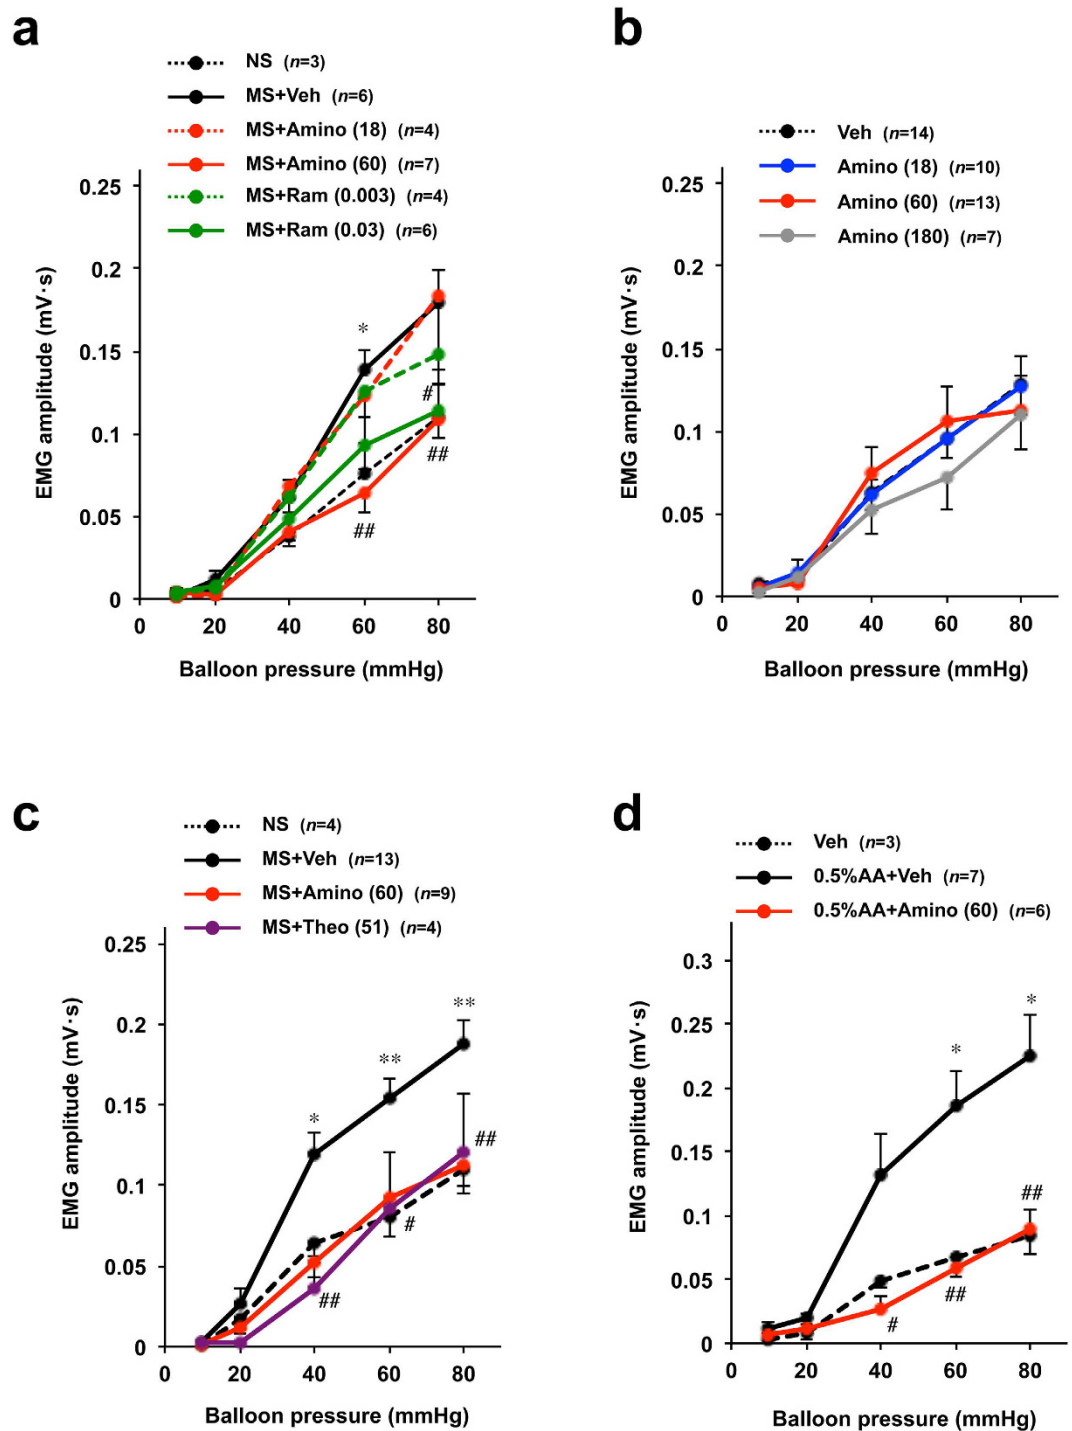 a
NS (n=3)
MS+Veh (n=6)
MS+Amino (18) (n=4)
MS+Amino (60) (n=7)
MS+Ram (0.003) (n=4)
MS+Ram (0.03) (n=6)
EMG amplitude (mV·s)
0.25
0.2
0.15
0.1
0.05
0
*
#
##
##
0 20 40 60 80
Balloon pressure (mmHg)
b
Veh (n=14)
Amino (18) (n=10)
Amino (60) (n=13)
Amino (180) (n=7)
EMG amplitude (mV·s)
0.25
0.2
0.15
0.1
0.05
0
0 20 40 60 80
Balloon pressure (mmHg)
c
NS (n=4)
MS+Veh (n=13)
MS+Amino (60) (n=9)
MS+Theo (51) (n=4)
EMG amplitude (mV·s)
0.25
0.2
0.15
0.1
0.05
0
**
**
*
##
#
##
0 20 40 60 80
Balloon pressure (mmHg)
d
Veh (n=3)
0.5%AA+Veh (n=7)
0.5%AA+Amino (60) (n=6)
EMG amplitude (mV·s)
0.3
0.25
0.2
0.15
0.1
0.05
0
*
*
##
##
#
0 20 40 60 80
Balloon pressure (mmHg)